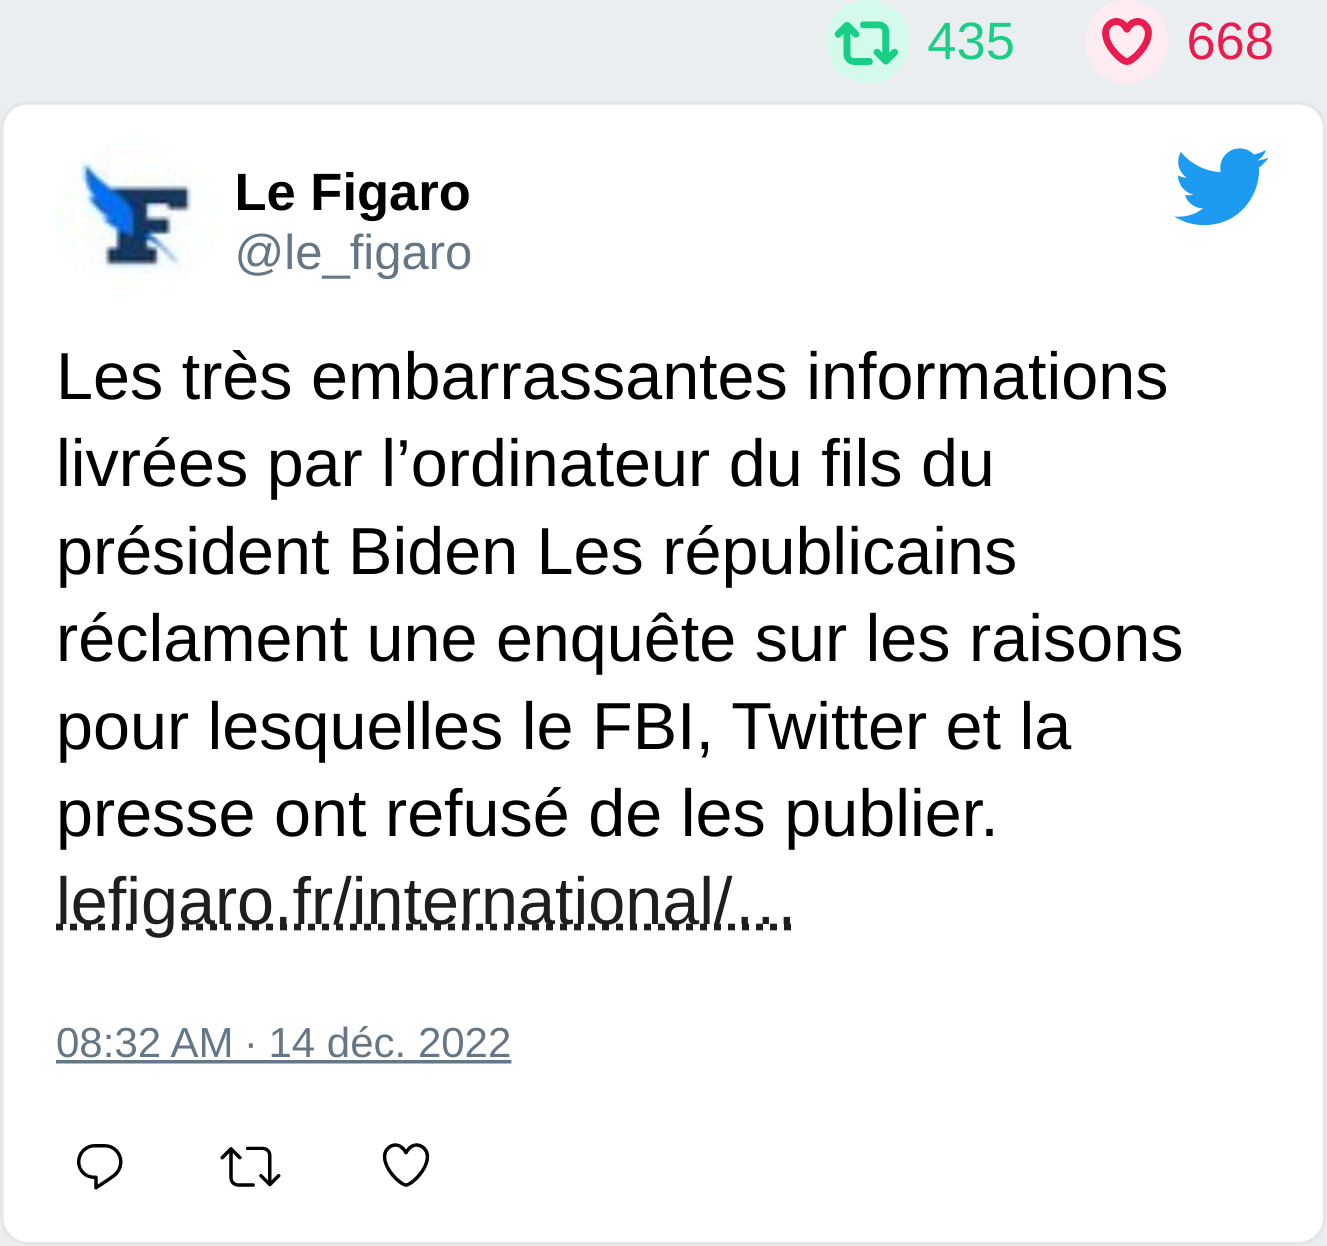 435 668
Le Figaro
@le_figaro
Les très embarrassantes informations
livrées par l’ordinateur du fils du
président Biden Les républicains
réclament une enquête sur les raisons
pour lesquelles le FBI, Twitter et la
presse ont refusé de les publier.
lefigaro.fr/international/…
08:32 AM · 14 déc. 2022